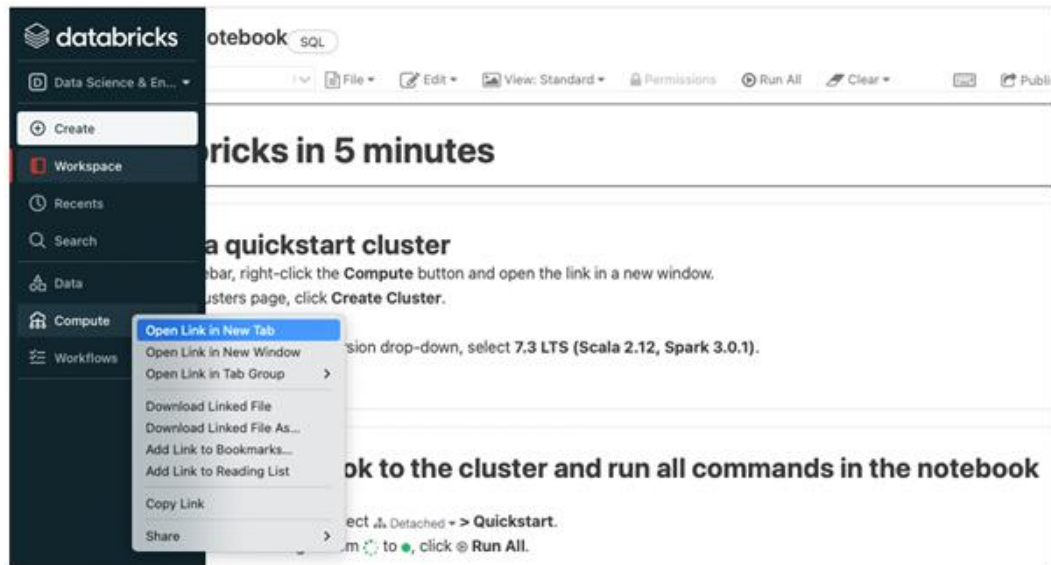 databricks
otebook SQL
D Data Science & En...
File Edit View: Standard Permissions Run All Clear Publi
Create
ricks in 5 minutes
Workspace
Recents
Search
a quickstart cluster
ebar, right-click the Compute button and open the link in a new window.
Data
usters page, click Create Cluster.
Compute
Open Link in New Tab
sion drop-down, select 7.3 LTS (Scala 2.12, Spark 3.0.1).
Workflows
Open Link in New Window
Open Link in Tab Group >
Download Linked File
Download Linked File As...
Add Link to Bookmarks...
Add Link to Reading List
ok to the cluster and run all commands in the notebook
Copy Link
ect Detached > Quickstart.
Share >
m to , click Run All.